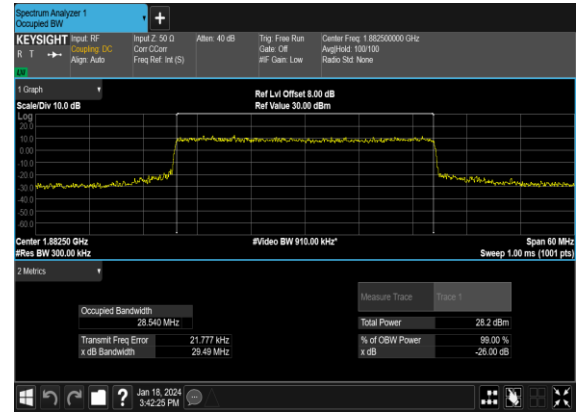 Spectrum Analyzer 1
Occupied BW
+
KEYSIGHT Input: RF Input Z: 50 Ω Atten: 40 dB Trig: Free Run Center Freq: 1.882500000 GHz
R T Coupling: DC Corr CCorr Gate: Off Avg|Hold: 100/100
Align: Auto Freq Ref: Int (S) #IF Gain: Low Radio Std: None
LU
1 Graph
Scale/Div 10.0 dB Ref Lvl Offset 8.00 dB
Ref Value 30.00 dBm
Log
20.0
10.0
0.00
-10.0
-20.0
-30.0
-40.0
-50.0
-60.0
Center 1.88250 GHz #Video BW 910.00 kHz* Span 60 MHz
#Res BW 300.00 kHz Sweep 1.00 ms (1001 pts)
2 Metrics
Measure Trace Trace 1
Occupied Bandwidth
28.540 MHz Total Power 28.2 dBm
Transmit Freq Error 21.777 kHz % of OBW Power 99.00 %
x dB Bandwidth 29.49 MHz x dB -26.00 dB
? Jan 18, 2024
3:42:25 PM